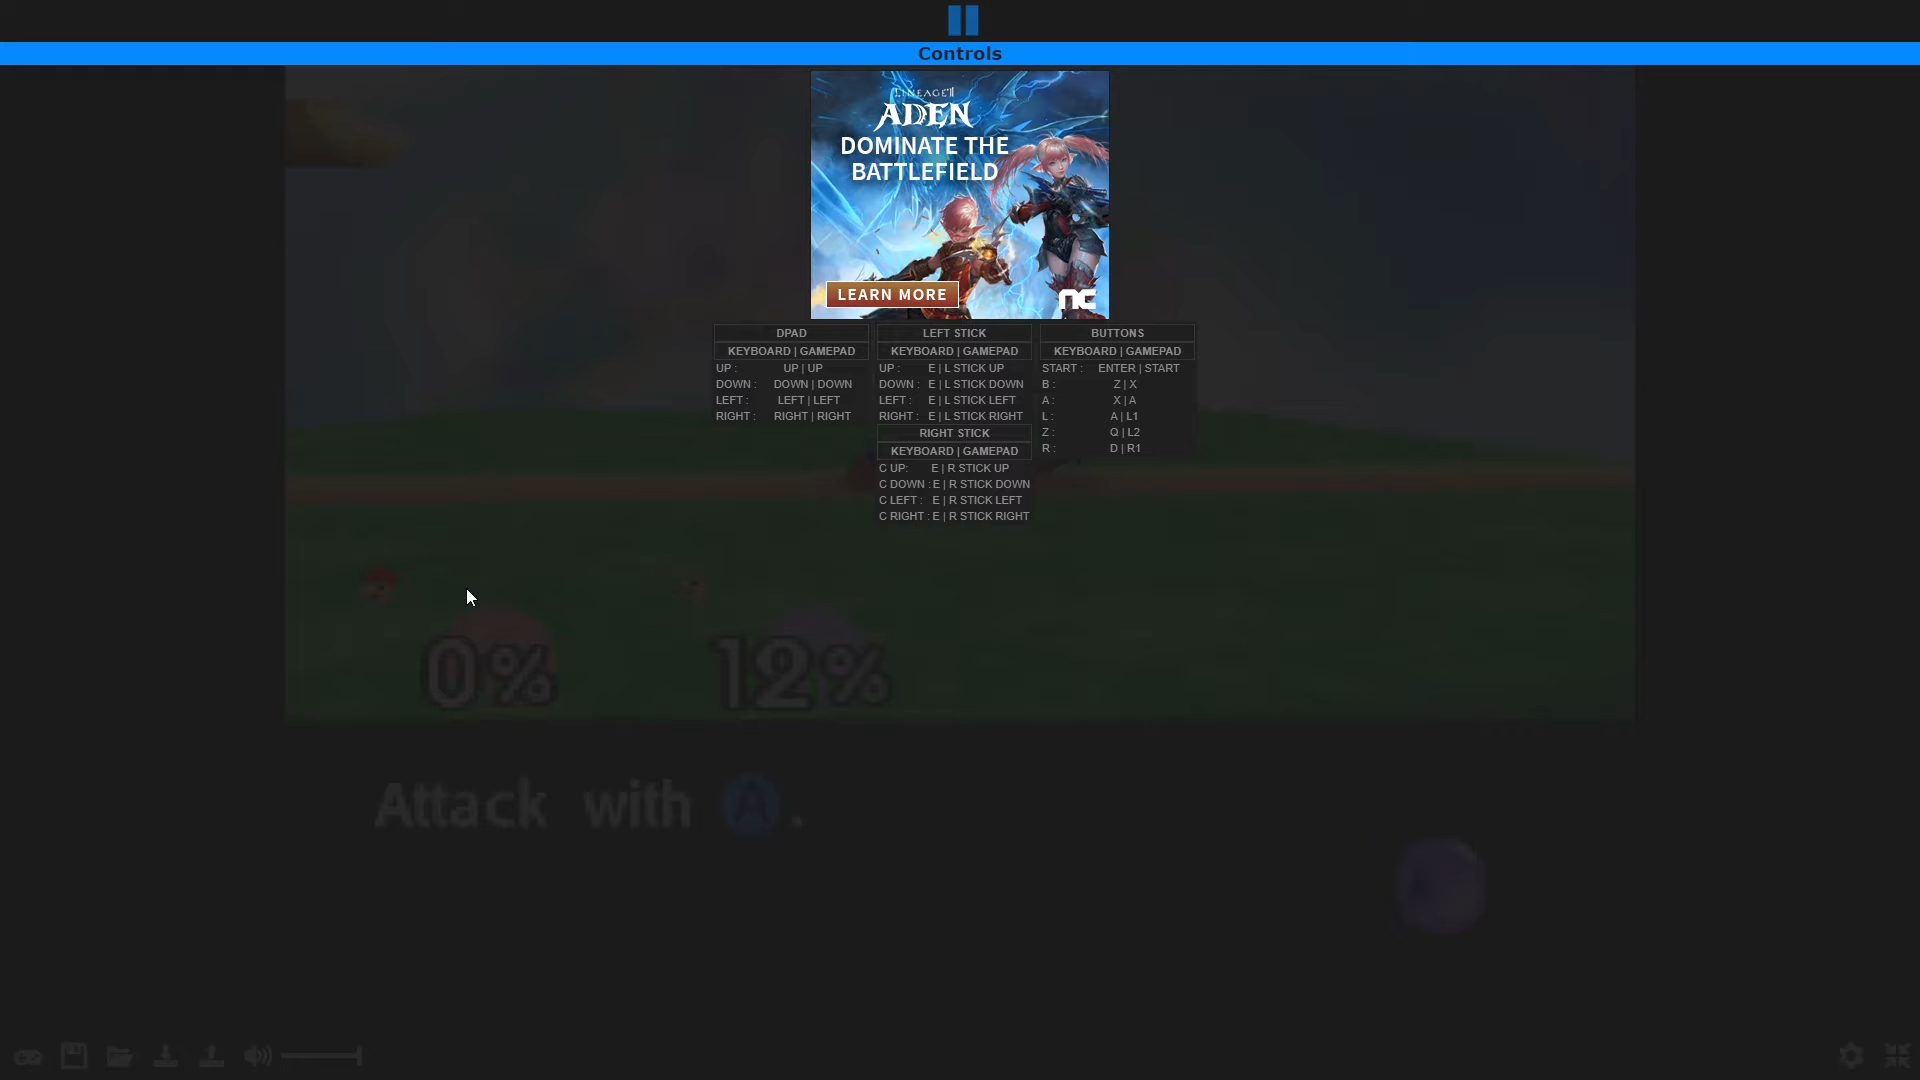 Controls
LINEAGE II
ADEN
DOMINATE THE
BATTLEFIELD
LEARN MORE
NC
DPAD
KEYBOARD | GAMEPAD
UP : UP | UP
DOWN : DOWN | DOWN
LEFT : LEFT | LEFT
RIGHT : RIGHT | RIGHT
LEFT STICK
KEYBOARD | GAMEPAD
UP : E | L STICK UP
DOWN : E | L STICK DOWN
LEFT : E | L STICK LEFT
RIGHT : E | L STICK RIGHT
RIGHT STICK
KEYBOARD | GAMEPAD
C UP: E | R STICK UP
C DOWN : E | R STICK DOWN
C LEFT : E | R STICK LEFT
C RIGHT : E | R STICK RIGHT
BUTTONS
KEYBOARD | GAMEPAD
START : ENTER | START
B : Z | X
A : X | A
L : A | L1
Z : Q | L2
R : D | R1
0%
12%
Attack with A.